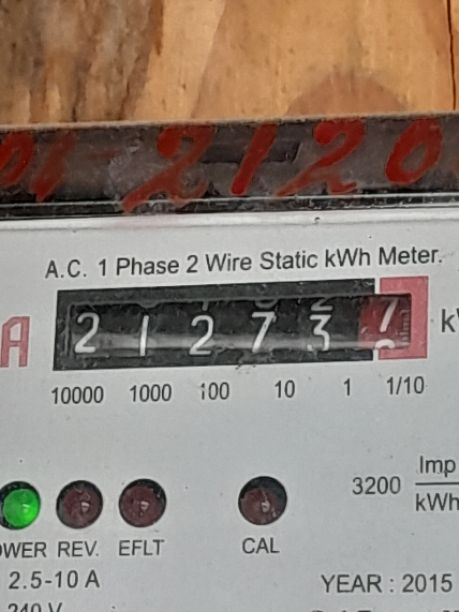 2120
A.C. 1 Phase 2 Wire Static kWh Meter.
A 2 1 2 7 3 7
10000 1000 100 10 1 1/10
3200 Imp/kWh
REV. EFLT CAL
2.5-10 A YEAR : 2015
240 V